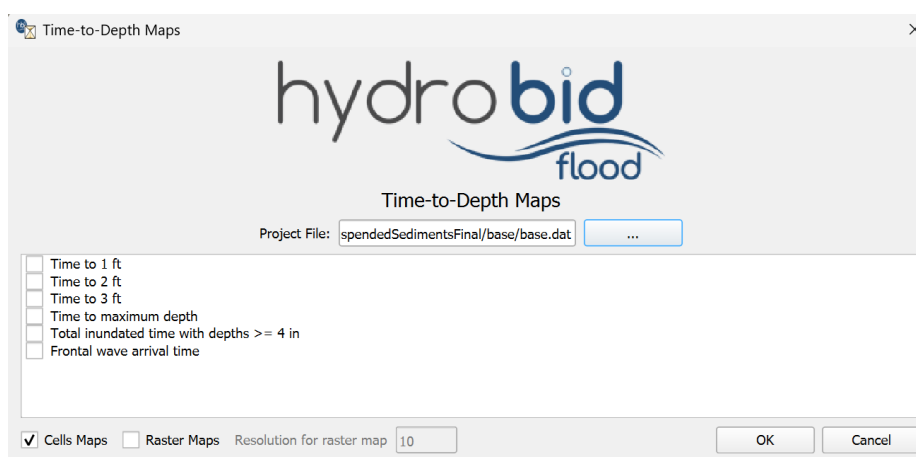 Time-to-Depth Maps
hydrobid
flood
Time-to-Depth Maps
Project File: spendedSedimentsFinal/base/base.dat ...
Time to 1 ft
Time to 2 ft
Time to 3 ft
Time to maximum depth
Total inundated time with depths >= 4 in
Frontal wave arrival time
Cells Maps Raster Maps Resolution for raster map 10 OK Cancel